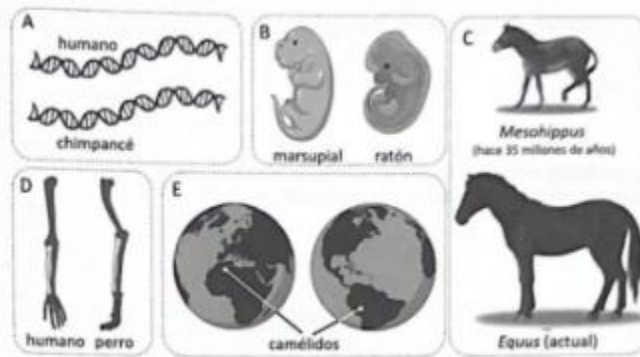 A
humano
chimpancé
B
marsupial ratón
C
Mesohippus
(hace 35 millones de años)
Equus (actual)
D
humano perro
E
camélidos